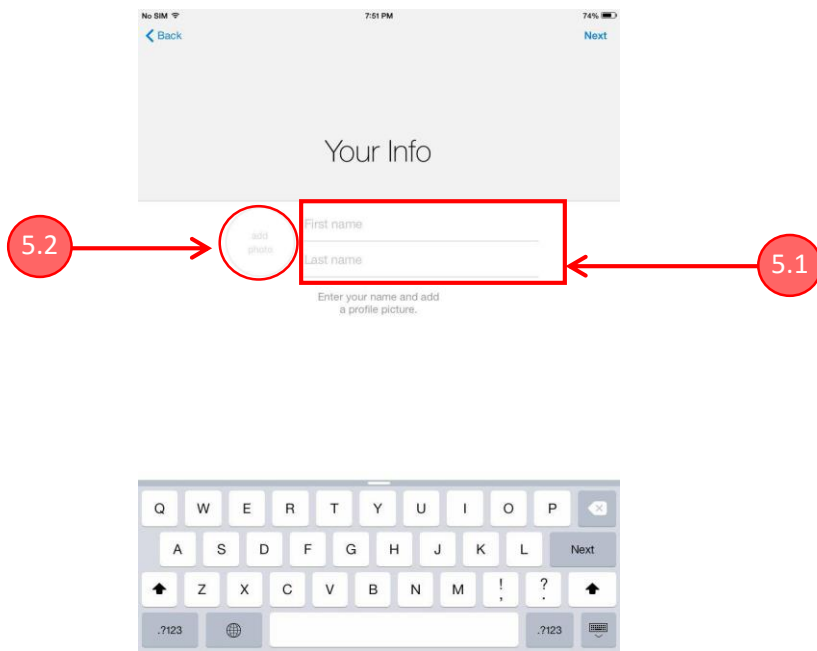 No SIM 7:51 PM 74%
Back Next
Your Info
5.2
add
photo
First name
Last name
5.1
Enter your name and add
a profile picture.
Q W E R T Y U I O P
A S D F G H J K L Next
Z X C V B N M ! , ? .
.?123 .?123